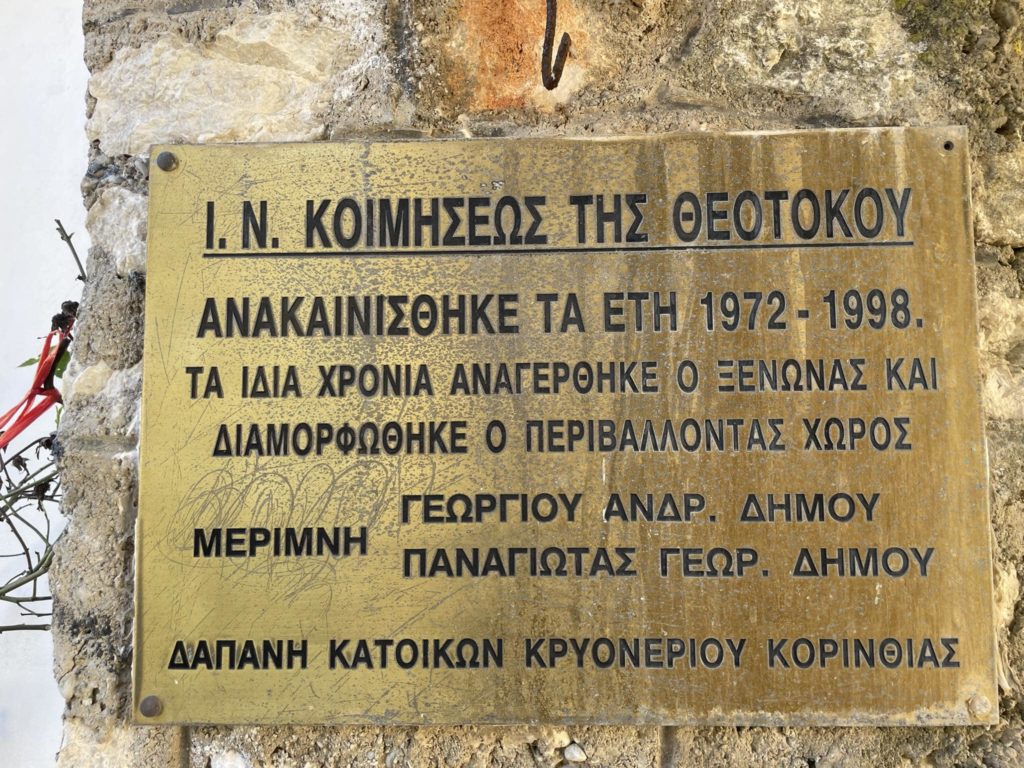 Ι. Ν. ΚΟΙΜΗΣΕΩΣ ΤΗΣ ΘΕΟΤΟΚΟΥ
ΑΝΑΚΑΙΝΙΣΘΗΚΕ ΤΑ ΕΤΗ 1972 - 1998.
ΤΑ ΙΔΙΑ ΧΡΟΝΙΑ ΑΝΑΓΕΡΘΗΚΕ Ο ΞΕΝΩΝΑΣ ΚΑΙ
ΔΙΑΜΟΡΦΩΘΗΚΕ Ο ΠΕΡΙΒΑΛΛΟΝΤΑΣ ΧΩΡΟΣ
ΜΕΡΙΜΝΗ
ΓΕΩΡΓΙΟΥ ΑΝΔΡ. ΔΗΜΟΥ
ΠΑΝΑΓΙΩΤΑΣ ΓΕΩΡ. ΔΗΜΟΥ
ΔΑΠΑΝΗ ΚΑΤΟΙΚΩΝ ΚΡΥΟΝΕΡΙΟΥ ΚΟΡΙΝΘΙΑΣ